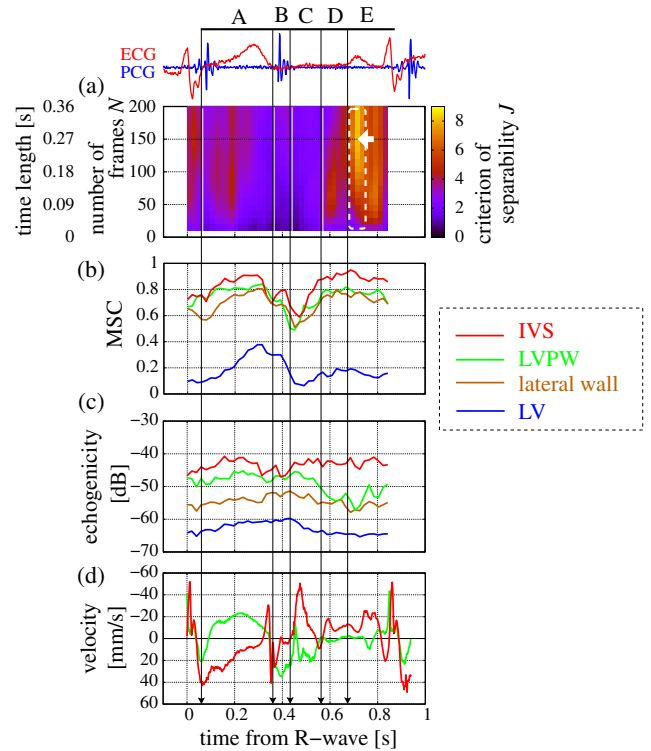 A B C D E
ECG
PCG
(a)
time length [s]
0.36
0.27
0.18
0.09
0
number of
frames N
200
150
100
50
0
8
6
4
2
0
criterion of
separability J
(b)
MSC
1
0.8
0.6
0.4
0.2
0
IVS
LVPW
lateral wall
LV
(c)
echogenicity
[dB]
−30
−40
−50
−60
−70
(d)
velocity
[mm/s]
−60
−40
−20
0
20
40
60
0 0.2 0.4 0.6 0.8 1
time from R−wave [s]